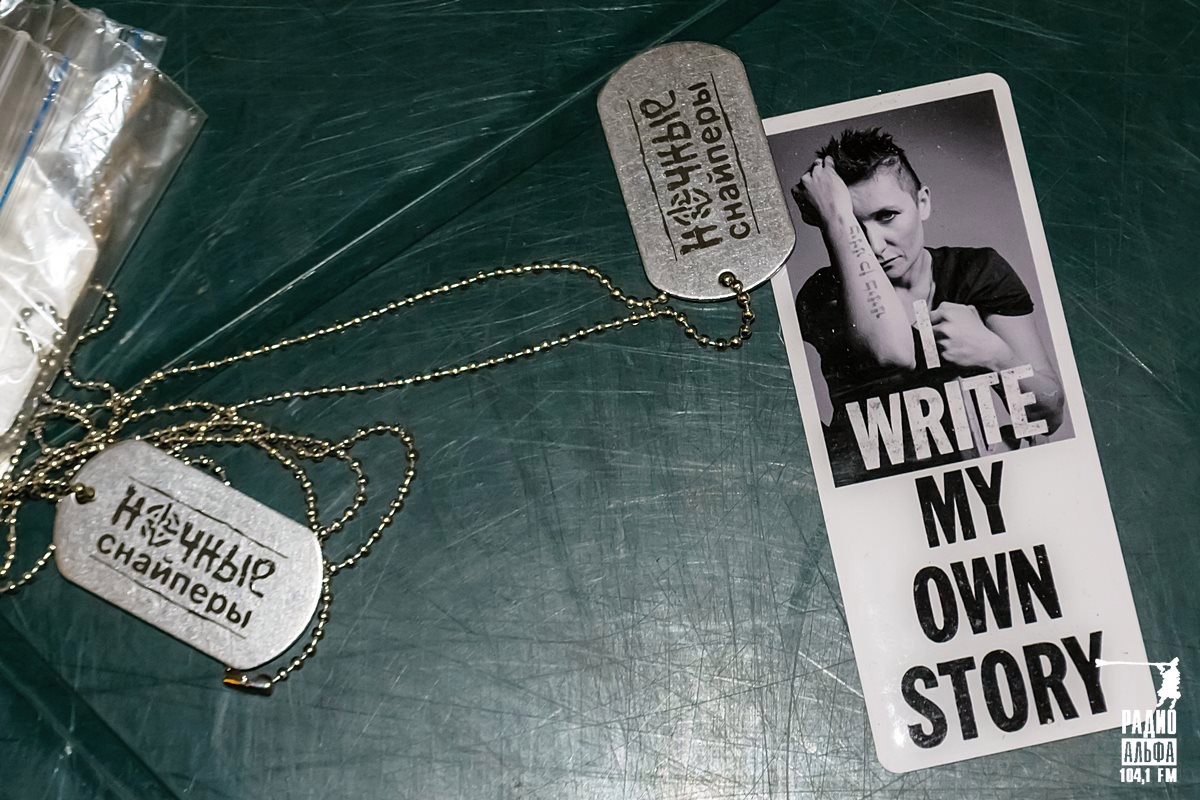 Ночные
снайперы
Ночные
снайперы
I
WRITE
MY
OWN
STORY
РАДИО
АЛЬФА
104,1 FM